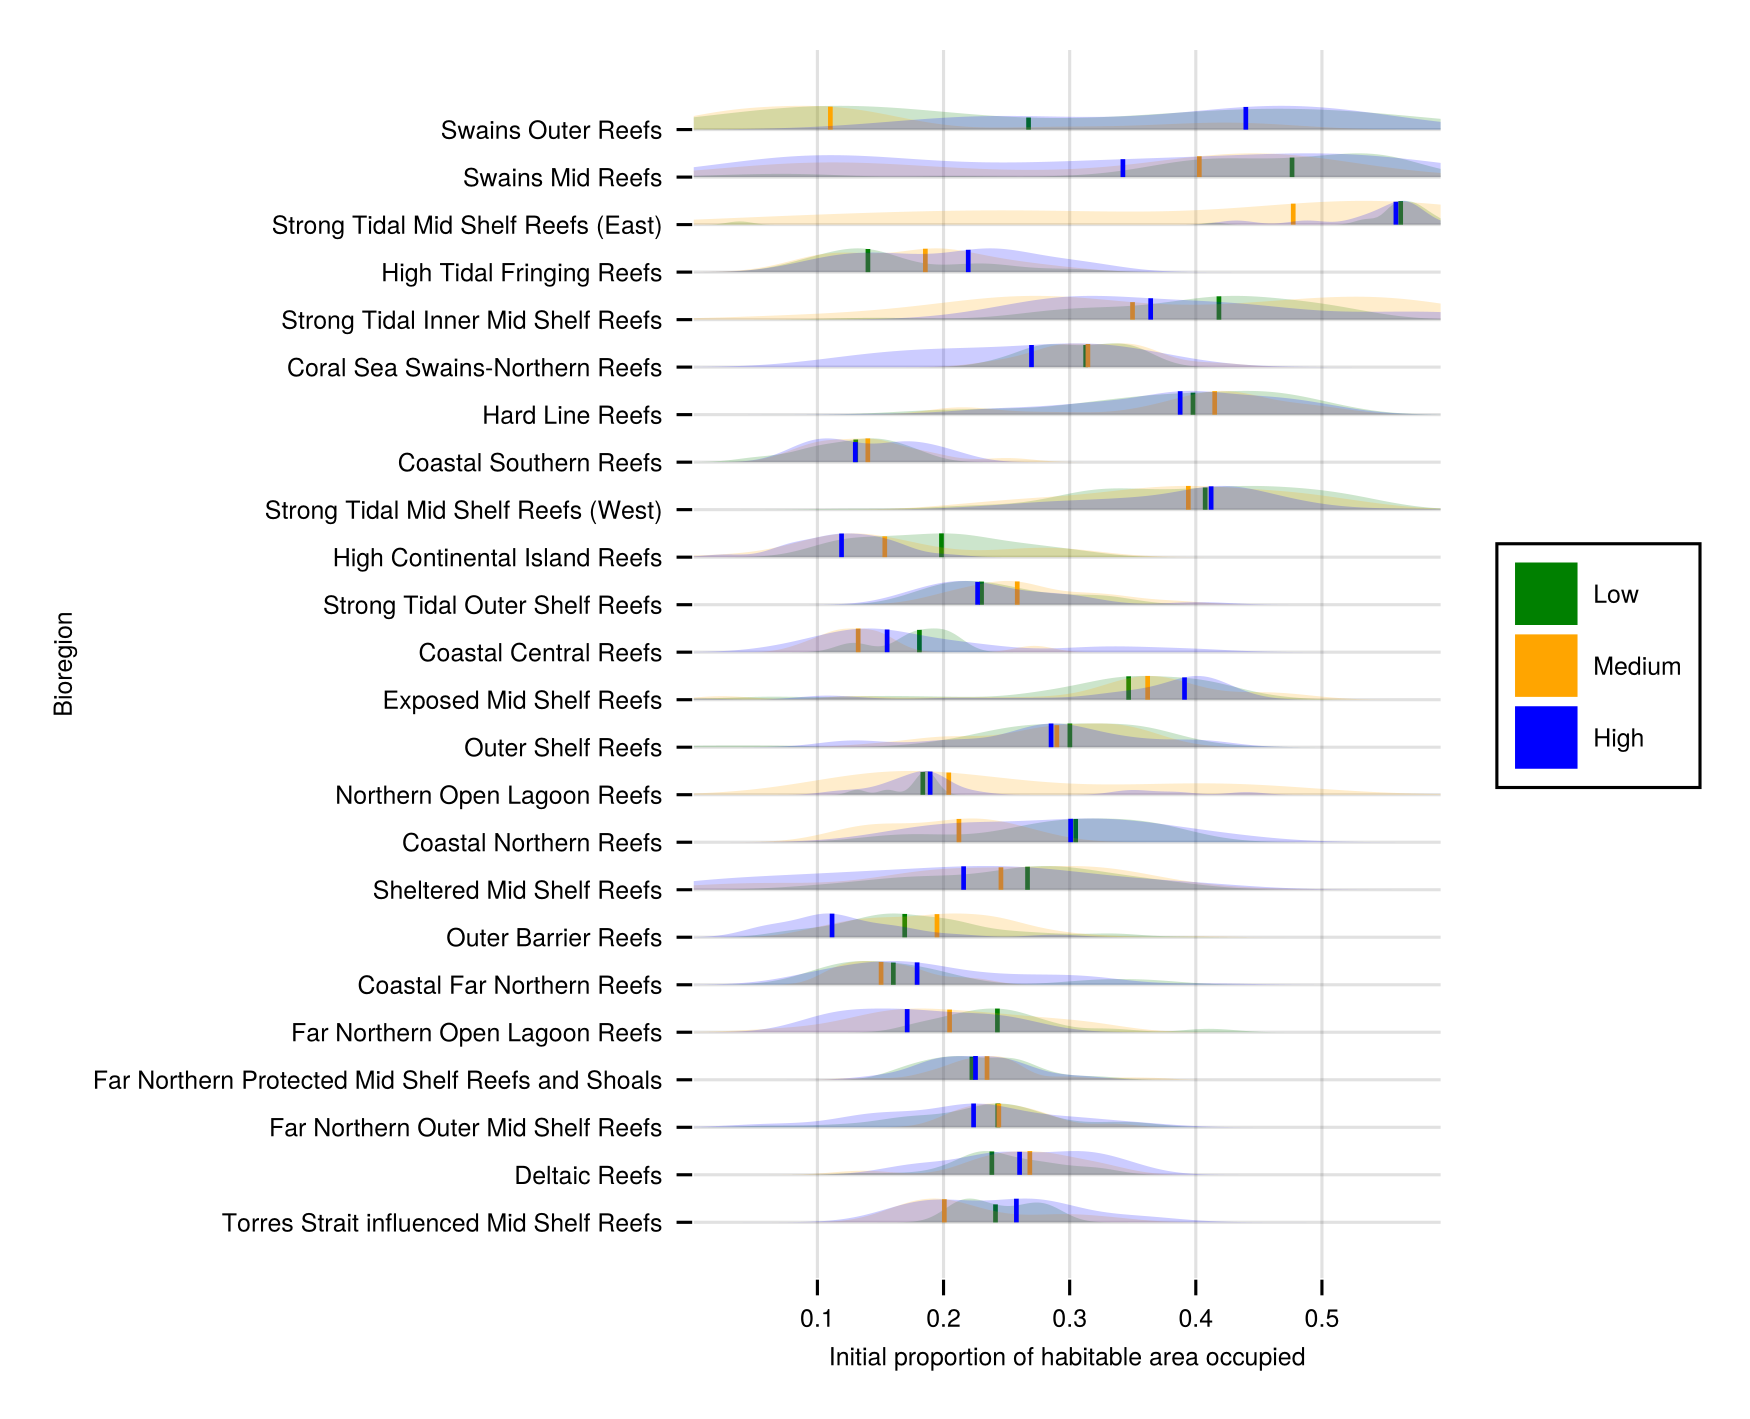 Swains Outer Reefs
Swains Mid Reefs
Strong Tidal Mid Shelf Reefs (East)
High Tidal Fringing Reefs
Strong Tidal Inner Mid Shelf Reefs
Coral Sea Swains-Northern Reefs
Hard Line Reefs
Coastal Southern Reefs
Strong Tidal Mid Shelf Reefs (West)
High Continental Island Reefs
Strong Tidal Outer Shelf Reefs
Coastal Central Reefs
Exposed Mid Shelf Reefs
Outer Shelf Reefs
Northern Open Lagoon Reefs
Coastal Northern Reefs
Sheltered Mid Shelf Reefs
Outer Barrier Reefs
Coastal Far Northern Reefs
Far Northern Open Lagoon Reefs
Far Northern Protected Mid Shelf Reefs and Shoals
Far Northern Outer Mid Shelf Reefs
Deltaic Reefs
Torres Strait influenced Mid Shelf Reefs
Bioregion
0.1 0.2 0.3 0.4 0.5
Initial proportion of habitable area occupied
Low
Medium
High